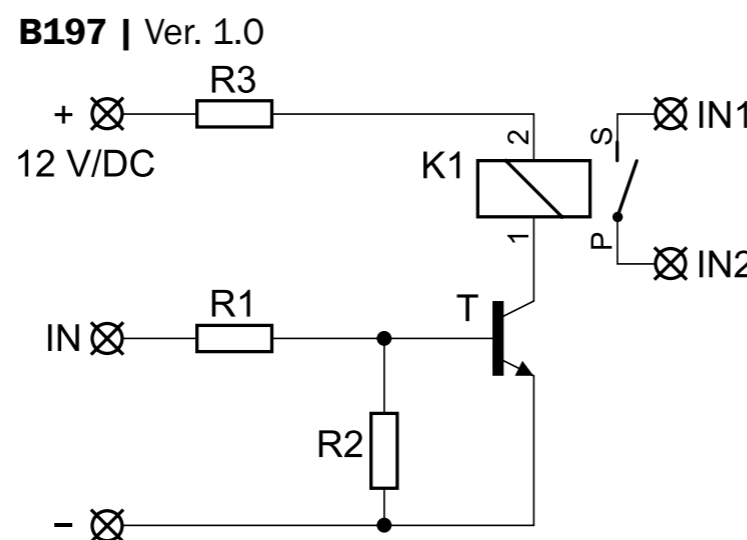 B197 | Ver. 1.0
R3
+
12 V/DC
K1
2
S
IN1
1
P
IN2
R1
T
IN
R2
–